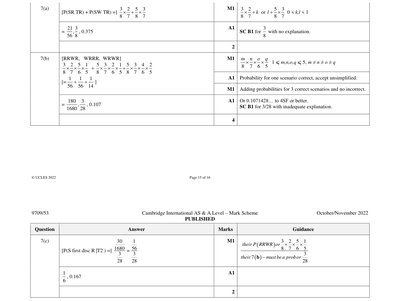 7(a) [P(SR TR) + P(SW TR) =] 3/8 × 2/7 + 5/8 × 3/7 M1 3/8 × 2/7 + k or l + 5/8 × 3/7 0 < k, l < 1
= 21/56, 3/8, 0.375 A1 SC B1 for 3/8 with no explanation.
2
7(b) [RRWR, WRRR, WRWR] M1 m/8 × n/7 × o/6 × q/5 1 ⩽ m,n,o,q ⩽ 5, m ≠ n ≠ o ≠ q
3/8 × 2/7 × 5/6 × 1/5 + 5/8 × 3/7 × 2/6 × 1/5 + 5/8 × 3/7 × 4/6 × 2/5 A1 Probability for one scenario correct, accept unsimplified.
[= 1/56 + 1/56 + 1/14] M1 Adding probabilities for 3 correct scenarios and no incorrect.
= 180/1680, 3/28, 0.107 A1 Or 0.1071428… to 4SF or better.
SC B1 for 3/28 with inadequate explanation.
4
© UCLES 2022 Page 15 of 16
9709/53 Cambridge International AS & A Level – Mark Scheme October/November 2022
PUBLISHED
Question Answer Marks Guidance
7(c) [P(S first disc R | T2 ) =] 30/1680 / 3/28 = 1/56 / 3/28 M1 their P(RRWR) or 3/8 × 2/7 × 5/6 × 1/5 / their 7(b) – must be a prob or 3/28
1/6, 0.167 A1
2